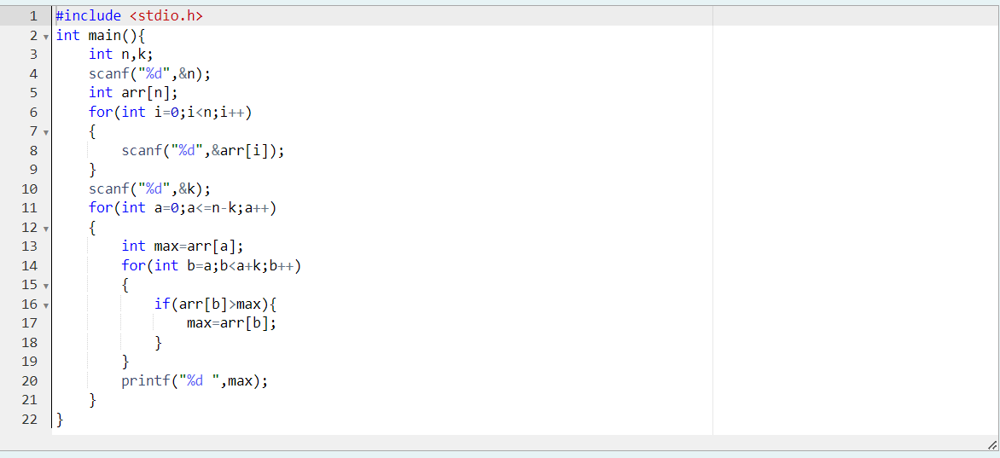 1 #include <stdio.h>
2 int main(){
3     int n,k;
4     scanf("%d",&n);
5     int arr[n];
6     for(int i=0;i<n;i++)
7     {
8         scanf("%d",&arr[i]);
9     }
10     scanf("%d",&k);
11     for(int a=0;a<=n-k;a++)
12     {
13         int max=arr[a];
14         for(int b=a;b<a+k;b++)
15         {
16             if(arr[b]>max){
17                 max=arr[b];
18             }
19         }
20         printf("%d ",max);
21     }
22 }